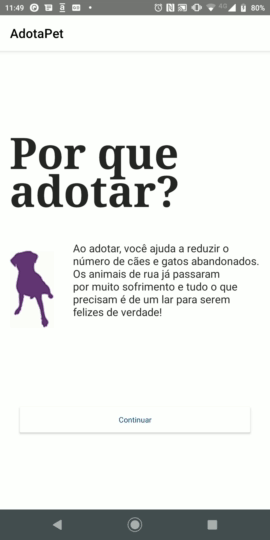 11:49
80%
AdotaPet
Por que
adotar?
Ao adotar, você ajuda a reduzir o
número de cães e gatos abandonados.
Os animais de rua já passaram
por muito sofrimento e tudo o que
precisam é de um lar para serem
felizes de verdade!
Continuar